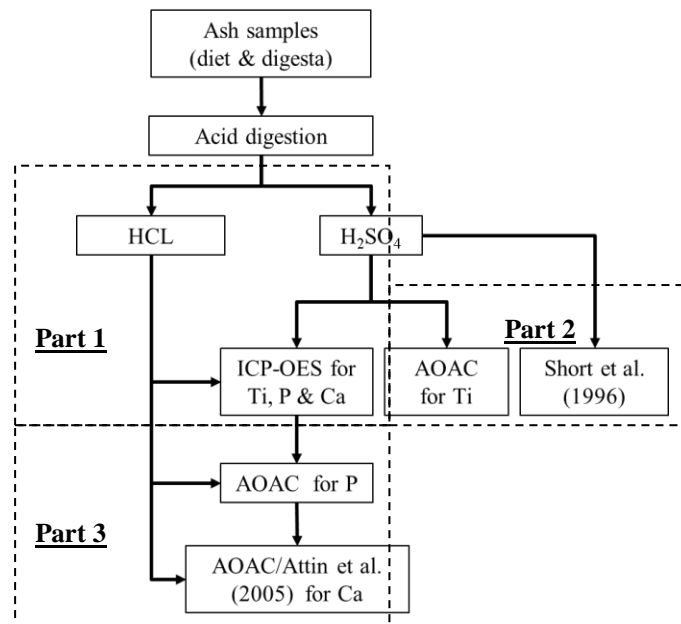 Ash samples
(diet & digesta)
Acid digestion
HCL
H₂SO₄
Part 1
Part 2
ICP-OES for
Ti, P & Ca
AOAC
for Ti
Short et al.
(1996)
AOAC for P
Part 3
AOAC/Attin et al.
(2005) for Ca